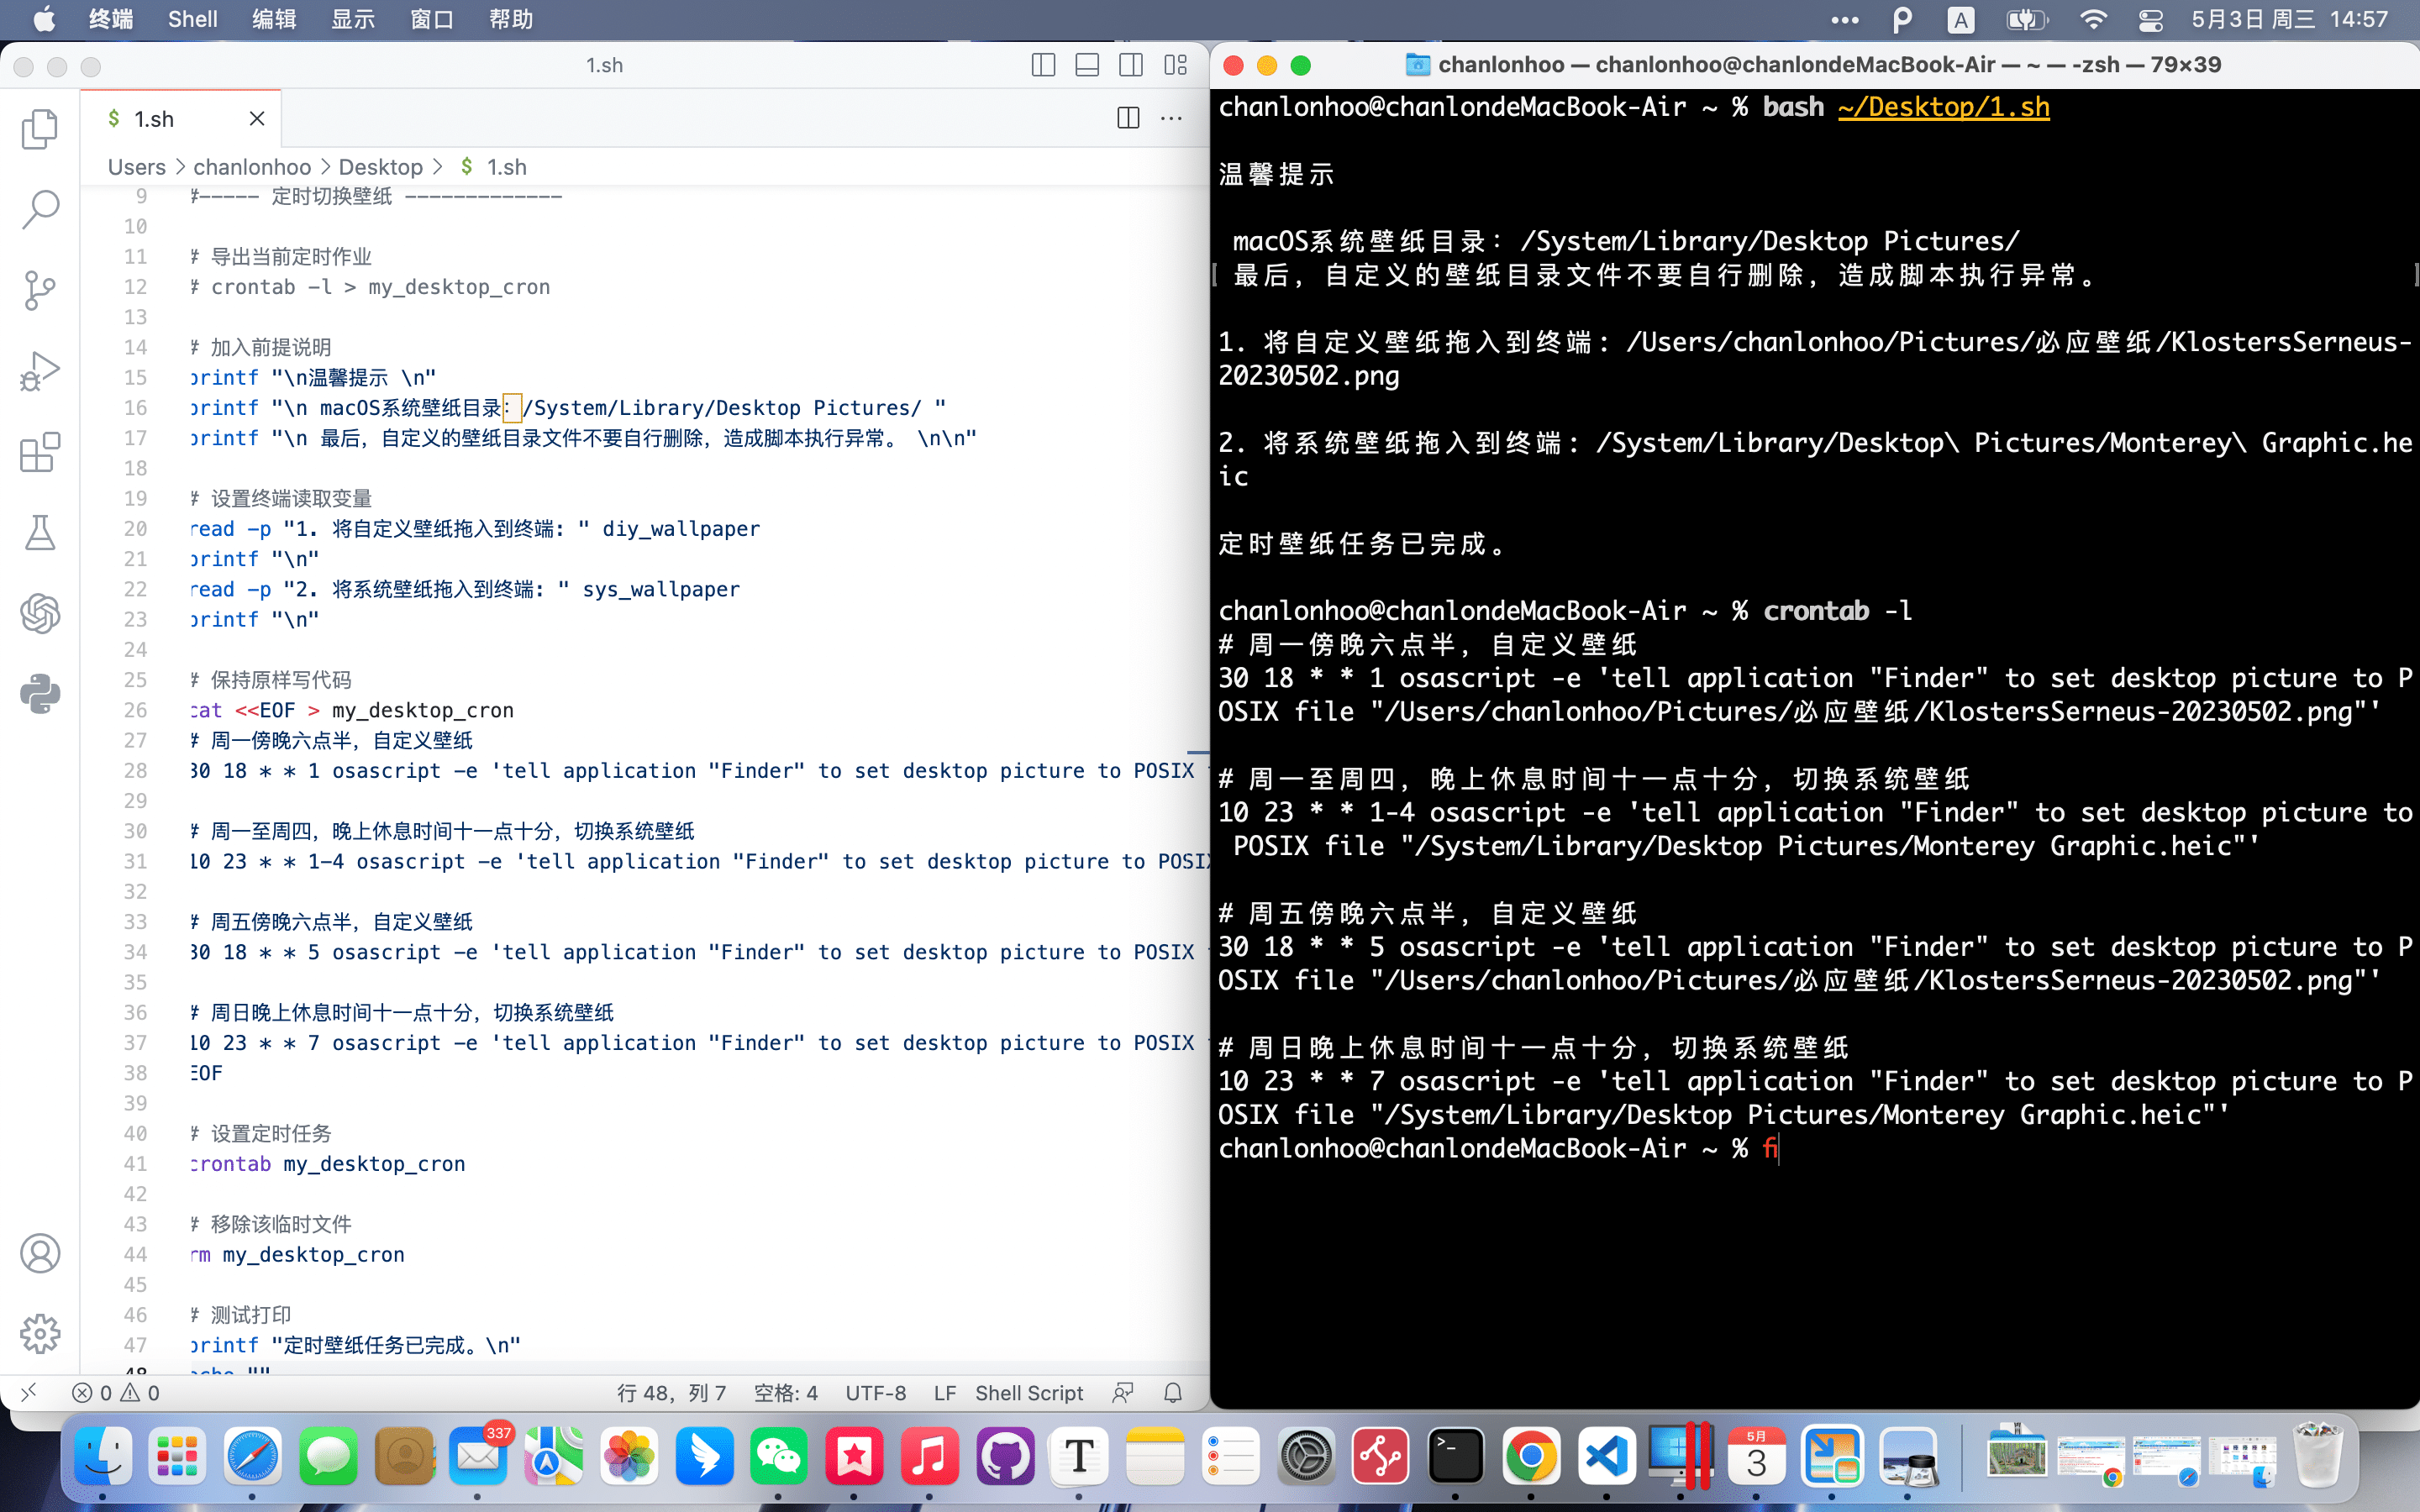 终端 Shell 编辑 显示 窗口 帮助
A 5月3日 周三 14:57
1.sh
$ 1.sh
Users > chanlonhoo > Desktop > $ 1.sh
9 #----- 定时切换壁纸 -------------
10
11 # 导出当前定时作业
12 # crontab -l > my_desktop_cron
13
14 # 加入前提说明
15 printf "\n温馨提示 \n"
16 printf "\n macOS系统壁纸目录：/System/Library/Desktop Pictures/ "
17 printf "\n 最后，自定义的壁纸目录文件不要自行删除，造成脚本执行异常。 \n\n"
18
19 # 设置终端读取变量
20 read -p "1. 将自定义壁纸拖入到终端: " diy_wallpaper
21 printf "\n"
22 read -p "2. 将系统壁纸拖入到终端: " sys_wallpaper
23 printf "\n"
24
25 # 保持原样写代码
26 cat <<EOF > my_desktop_cron
27 # 周一傍晚六点半，自定义壁纸
28 30 18 * * 1 osascript -e 'tell application "Finder" to set desktop picture to POSIX
29
30 # 周一至周四，晚上休息时间十一点十分，切换系统壁纸
31 10 23 * * 1-4 osascript -e 'tell application "Finder" to set desktop picture to POSIX
32
33 # 周五傍晚六点半，自定义壁纸
34 30 18 * * 5 osascript -e 'tell application "Finder" to set desktop picture to POSIX
35
36 # 周日晚上休息时间十一点十分，切换系统壁纸
37 10 23 * * 7 osascript -e 'tell application "Finder" to set desktop picture to POSIX
38 EOF
39
40 # 设置定时任务
41 crontab my_desktop_cron
42
43 # 移除该临时文件
44 rm my_desktop_cron
45
46 # 测试打印
47 printf "定时壁纸任务已完成。\n"
48 echo ""
0 0 行 48，列 7 空格: 4 UTF-8 LF Shell Script
chanlonhoo — chanlonhoo@chanlondeMacBook-Air — ~ — -zsh — 79×39
chanlonhoo@chanlondeMacBook-Air ~ % bash ~/Desktop/1.sh
温馨提示
macOS系统壁纸目录：/System/Library/Desktop Pictures/
最后，自定义的壁纸目录文件不要自行删除，造成脚本执行异常。
1. 将自定义壁纸拖入到终端: /Users/chanlonhoo/Pictures/必应壁纸/KlostersSerneus-
20230502.png
2. 将系统壁纸拖入到终端: /System/Library/Desktop\ Pictures/Monterey\ Graphic.he
ic
定时壁纸任务已完成。
chanlonhoo@chanlondeMacBook-Air ~ % crontab -l
# 周一傍晚六点半，自定义壁纸
30 18 * * 1 osascript -e 'tell application "Finder" to set desktop picture to P
OSIX file "/Users/chanlonhoo/Pictures/必应壁纸/KlostersSerneus-20230502.png"'
# 周一至周四，晚上休息时间十一点十分，切换系统壁纸
10 23 * * 1-4 osascript -e 'tell application "Finder" to set desktop picture to
POSIX file "/System/Library/Desktop Pictures/Monterey Graphic.heic"'
# 周五傍晚六点半，自定义壁纸
30 18 * * 5 osascript -e 'tell application "Finder" to set desktop picture to P
OSIX file "/Users/chanlonhoo/Pictures/必应壁纸/KlostersSerneus-20230502.png"'
# 周日晚上休息时间十一点十分，切换系统壁纸
10 23 * * 7 osascript -e 'tell application "Finder" to set desktop picture to P
OSIX file "/System/Library/Desktop Pictures/Monterey Graphic.heic"'
chanlonhoo@chanlondeMacBook-Air ~ % fi
337
T
>_
5月
3